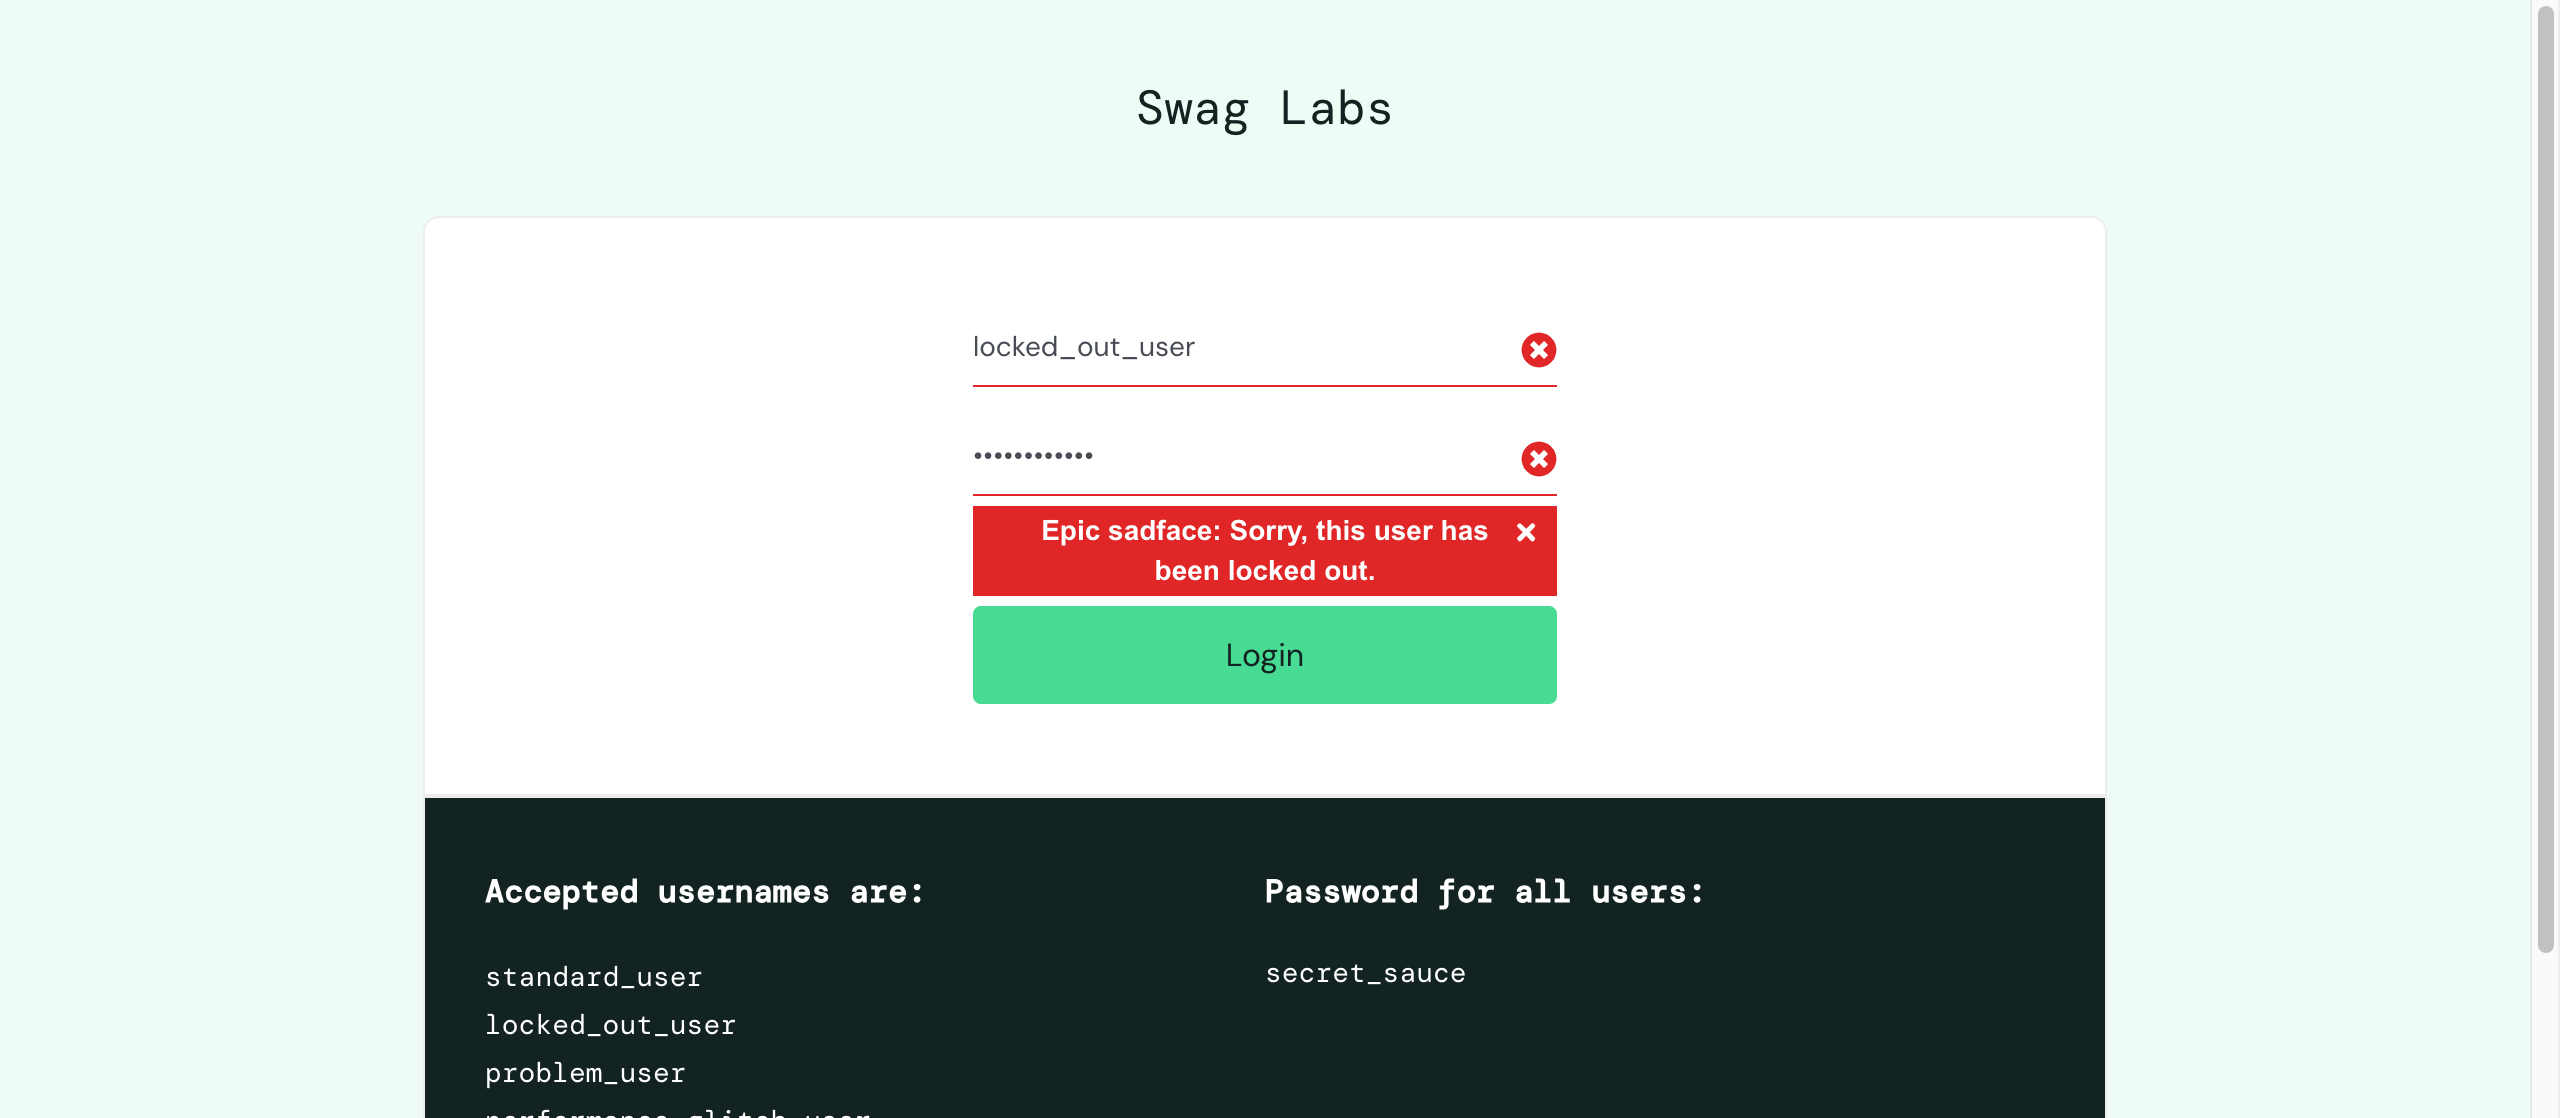 Swag Labs
locked_out_user
••••••••••••
Epic sadface: Sorry, this user has
been locked out.
Login
Accepted usernames are:
standard_user
locked_out_user
problem_user
performance_glitch_user
Password for all users:
secret_sauce